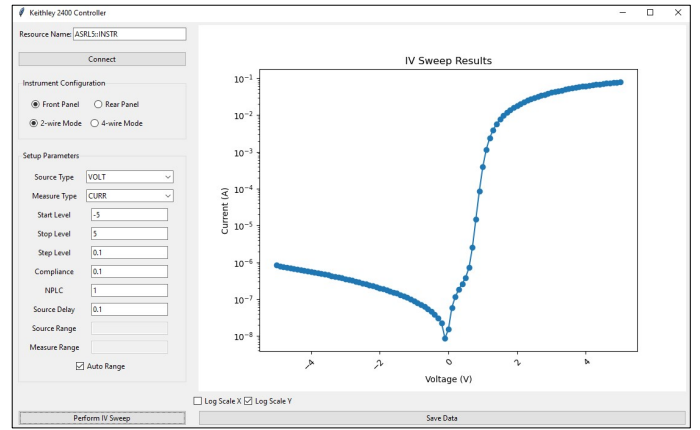 Keithley 2400 Controller
Resource Name: ASRL5::INSTR
Connect
Instrument Configuration
Front Panel Rear Panel
2-wire Mode 4-wire Mode
Setup Parameters
Source Type VOLT
Measure Type CURR
Start Level -5
Stop Level 5
Step Level 0.1
Compliance 0.1
NPLC 1
Source Delay 0.1
Source Range
Measure Range
Auto Range
Perform IV Sweep
IV Sweep Results
Current (A)
10⁻¹
10⁻²
10⁻³
10⁻⁴
10⁻⁵
10⁻⁶
10⁻⁷
10⁻⁸
-4 -2 0 2 4
Voltage (V)
Log Scale X Log Scale Y
Save Data